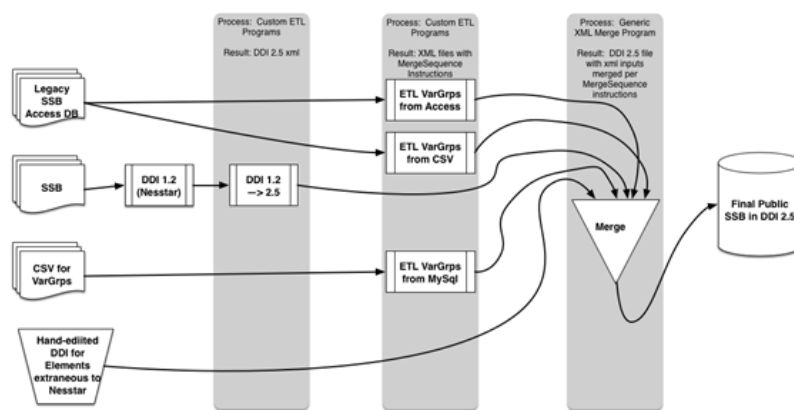 Process: Custom ETL
Programs
Result: DDI 2.5 xml
Process: Custom ETL
Programs
Result: XML files with
MergeSequence
Instructions
Process: Generic
XML Merge Program
Result: DDI 2.5 file
with xml inputs
merged per
MergeSequence
instructions
Legacy
SSB
Access DB
ETL VarGrps
from Access
ETL VarGrps
from CSV
SSB
DDI 1.2
(Nesstar)
DDI 1.2
—> 2.5
Merge
Final Public
SSB in DDI 2.5
CSV for
VarGrps
ETL VarGrps
from MySql
Hand-ediited
DDI for
Elements
extraneous to
Nesstar